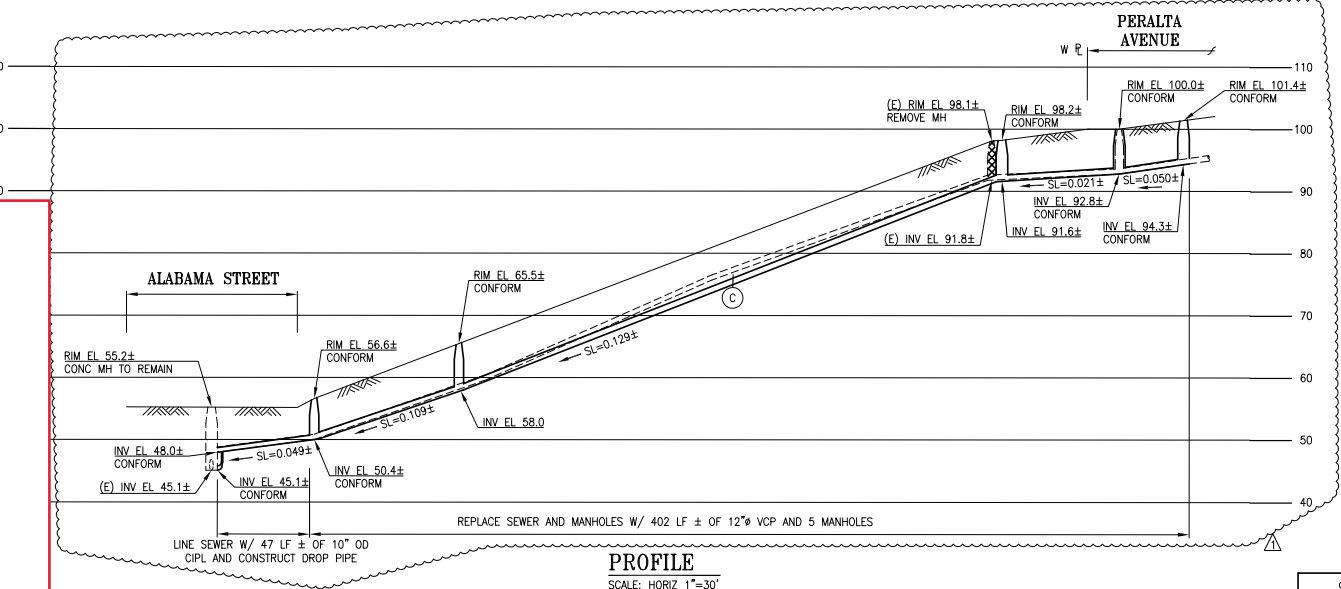 PERALTA
AVENUE
W ⅊
110
RIM EL 100.0±
CONFORM
RIM EL 101.4±
CONFORM
(E) RIM EL 98.1±
REMOVE MH
RIM EL 98.2±
CONFORM
100
SL=0.021±
SL=0.050±
90
INV EL 92.8±
CONFORM
(E) INV EL 91.8±
INV EL 91.6±
INV EL 94.3±
CONFORM
80
ALABAMA STREET
RIM EL 65.5±
CONFORM
C
70
RIM EL 55.2±
CONC MH TO REMAIN
RIM EL 56.6±
CONFORM
SL=0.129±
60
SL=0.109±
INV EL 58.0
50
INV EL 48.0±
CONFORM
SL=0.049±
(E) INV EL 45.1±
INV EL 45.1±
CONFORM
INV EL 50.4±
CONFORM
40
REPLACE SEWER AND MANHOLES W/ 402 LF ± OF 12"ø VCP AND 5 MANHOLES
LINE SEWER W/ 47 LF ± OF 10" OD
CIPL AND CONSTRUCT DROP PIPE
1
PROFILE
SCALE: HORIZ 1"=30'